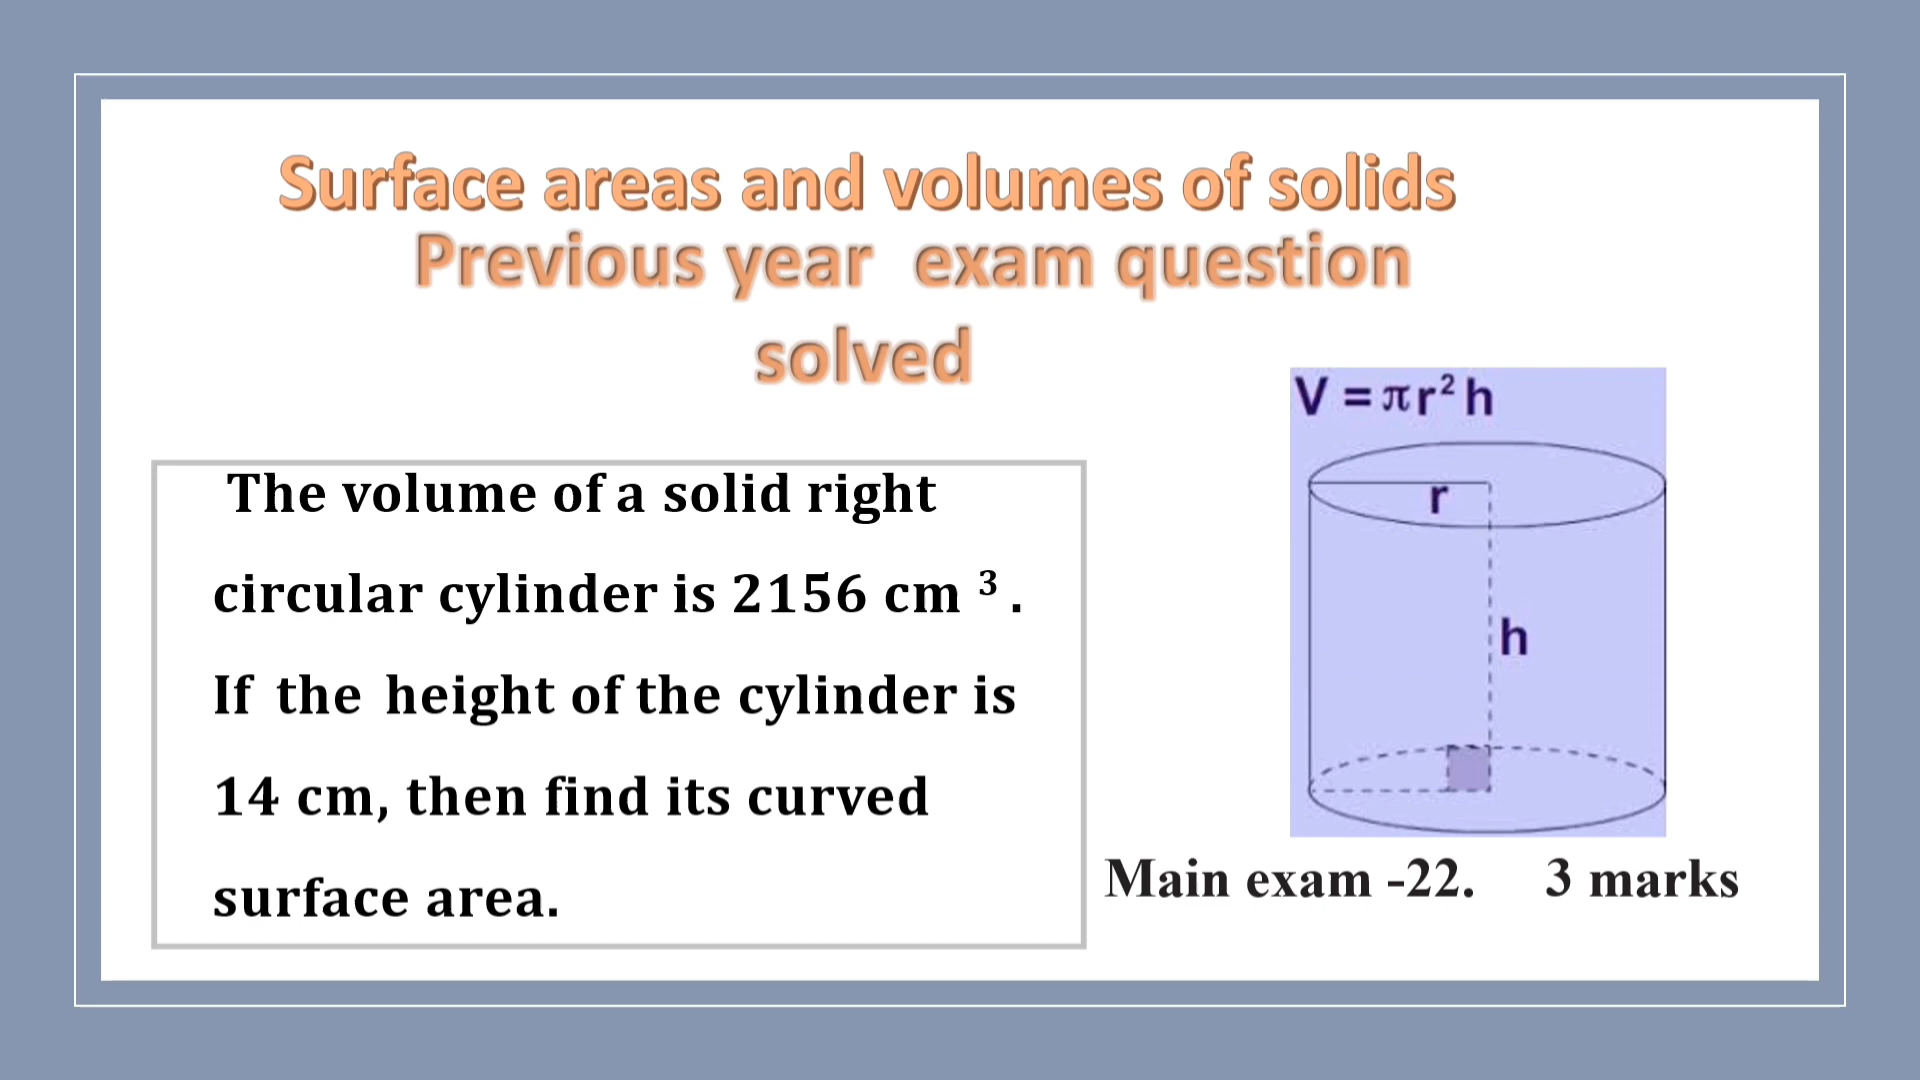 Surface areas and volumes of solids
Previous year exam question
solved
The volume of a solid right
circular cylinder is 2156 cm ³ .
If the height of the cylinder is
14 cm, then find its curved
surface area.
V = πr² h
r
h
Main exam -22. 3 marks